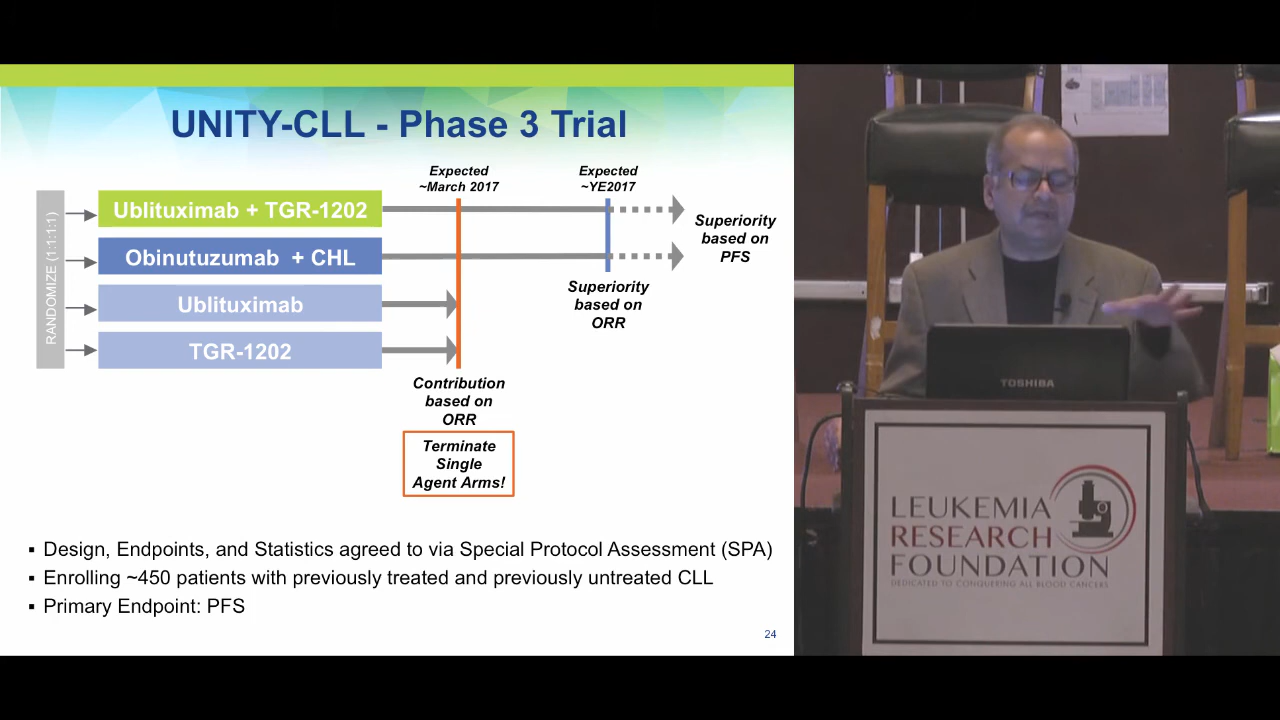 UNITY-CLL - Phase 3 Trial
Expected
~March 2017
Expected
~YE2017
RANDOMIZE (1:1:1:1)
Ublituximab + TGR-1202
Obinutuzumab + CHL
Ublituximab
TGR-1202
Superiority
based on
PFS
Superiority
based on
ORR
Contribution
based on
ORR
Terminate
Single
Agent Arms!
▪ Design, Endpoints, and Statistics agreed to via Special Protocol Assessment (SPA)
▪ Enrolling ~450 patients with previously treated and previously untreated CLL
▪ Primary Endpoint: PFS
24
TOSHIBA
LEUKEMIA
RESEARCH
FOUNDATION
DEDICATED TO CONQUERING ALL BLOOD CANCERS